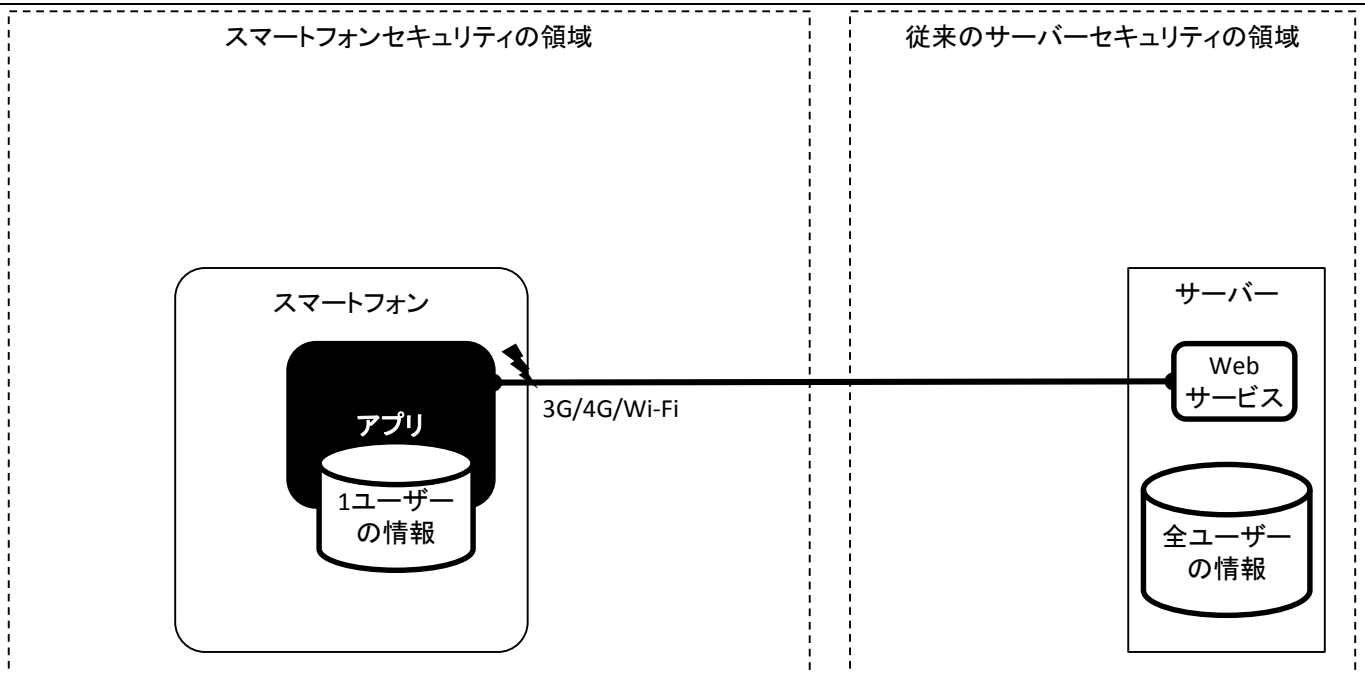 スマートフォンセキュリティの領域
従来のサーバーセキュリティの領域
スマートフォン
アプリ
1ユーザー
の情報
3G/4G/Wi-Fi
サーバー
Web
サービス
全ユーザー
の情報